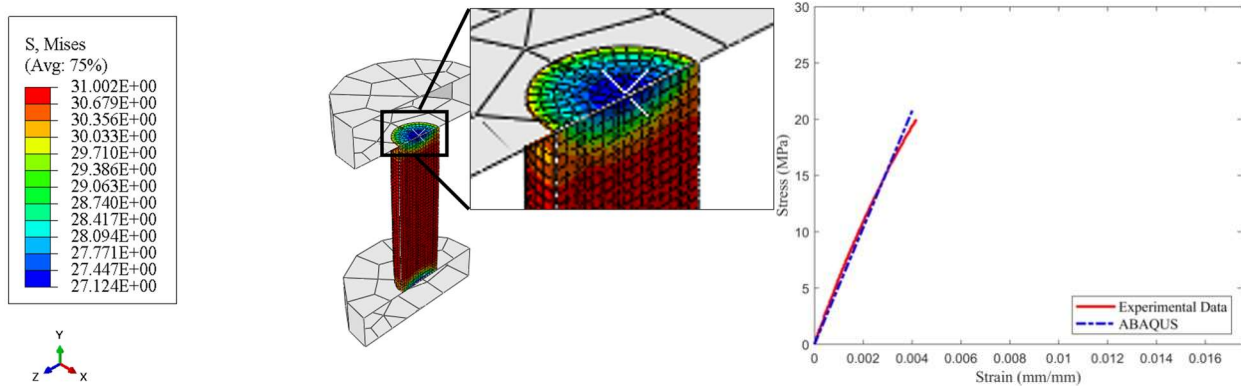 S, Mises
(Avg: 75%)
31.002E+00
30.679E+00
30.356E+00
30.033E+00
29.710E+00
29.386E+00
29.063E+00
28.740E+00
28.417E+00
28.094E+00
27.771E+00
27.447E+00
27.124E+00
Y
Z
X
Stress (MPa)
30
25
20
15
10
5
0
Experimental Data
ABAQUS
0
0.002
0.004
0.006
0.008
0.01
0.012
0.014
0.016
Strain (mm/mm)